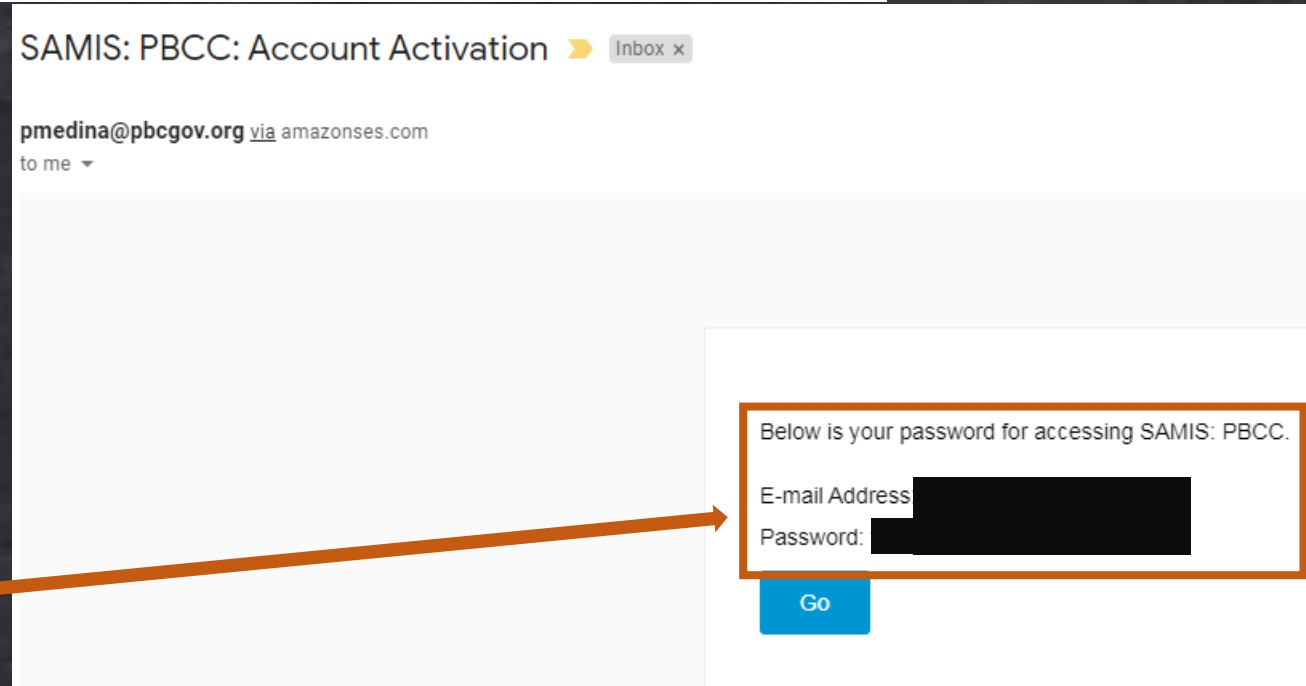 SAMIS: PBCC: Account Activation Inbox x
pmedina@pbcgov.org via amazonses.com
to me
Below is your password for accessing SAMIS: PBCC.
E-mail Address:
Password:
Go